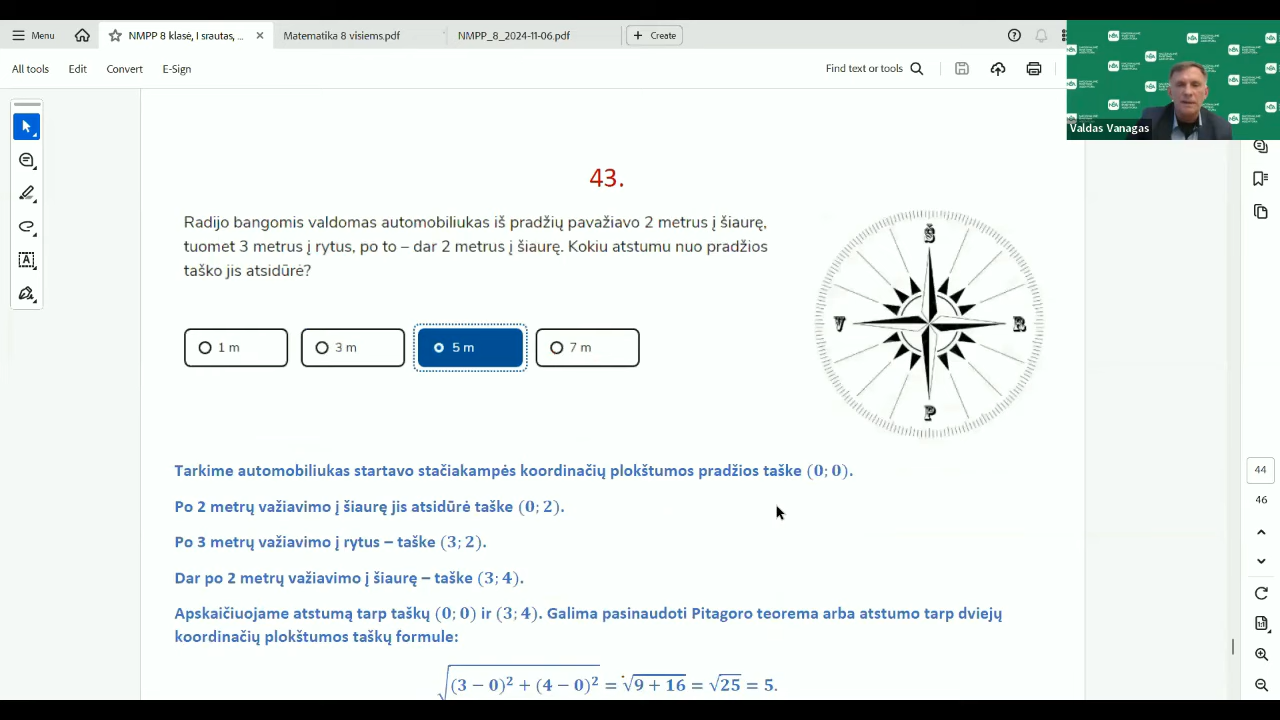 Menu
NMPP 8 klasė, I srautas, ...
Matematika 8 visiems.pdf
NMPP_8_2024-11-06.pdf
Create
All tools
Edit
Convert
E-Sign
Find text or tools
Valdas Vanagas
43.
Radijo bangomis valdomas automobiliukas iš pradžių pavažiavo 2 metrus į šiaurę,
tuomet 3 metrus į rytus, po to – dar 2 metrus į šiaurę. Kokiu atstumu nuo pradžios
taško jis atsidūrė?
Š
V
R
P
1 m
3 m
5 m
7 m
Tarkime automobiliukas startavo stačiakampės koordinačių plokštumos pradžios taške (0; 0).
Po 2 metrų važiavimo į šiaurę jis atsidūrė taške (0; 2).
Po 3 metrų važiavimo į rytus – taške (3; 2).
Dar po 2 metrų važiavimo į šiaurę – taške (3; 4).
Apskaičiuojame atstumą tarp taškų (0; 0) ir (3; 4). Galima pasinaudoti Pitagoro teorema arba atstumo tarp dviejų
koordinačių plokštumos taškų formule:
√(3 − 0)² + (4 − 0)² = √9 + 16 = √25 = 5.
44
46